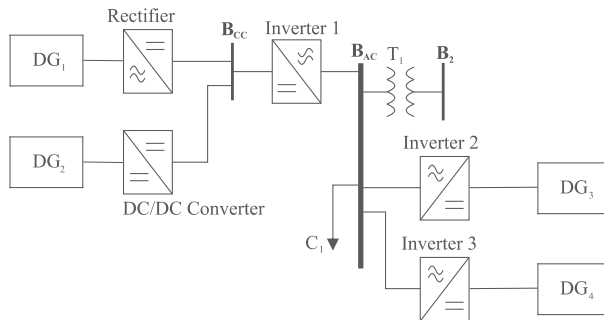 Rectifier
Inverter 1
B_CC
B_AC
T_1
B_2
DG_1
DG_2
DC/DC Converter
Inverter 2
DG_3
C_1
Inverter 3
DG_4